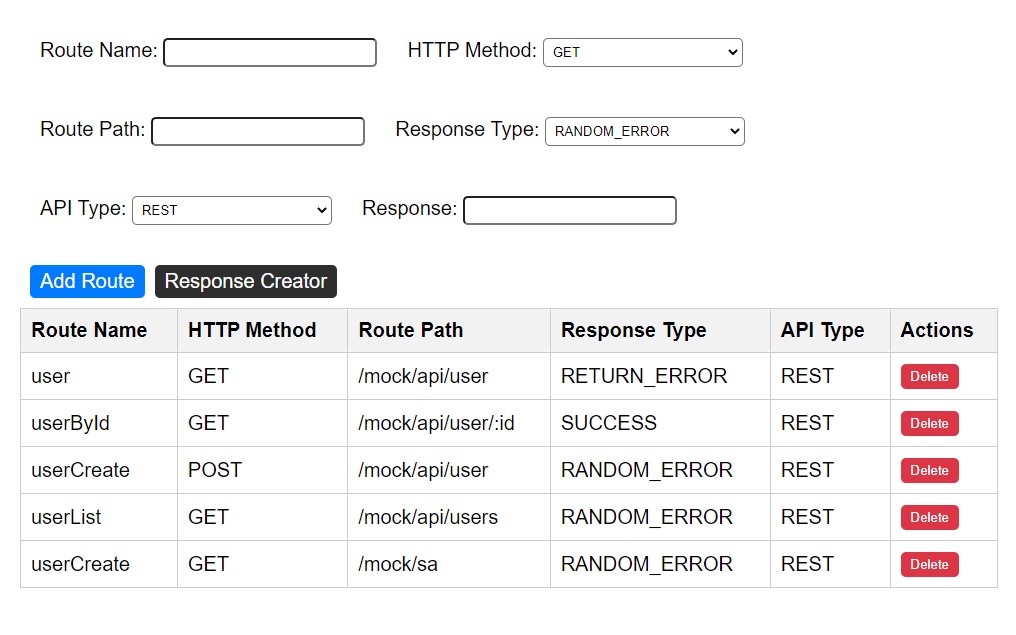 Route Name: HTTP Method: GET
Route Path: Response Type: RANDOM_ERROR
API Type: REST Response:
Add Route Response Creator
Route Name HTTP Method Route Path Response Type API Type Actions
user GET /mock/api/user RETURN_ERROR REST Delete
userById GET /mock/api/user/:id SUCCESS REST Delete
userCreate POST /mock/api/user RANDOM_ERROR REST Delete
userList GET /mock/api/users RANDOM_ERROR REST Delete
userCreate GET /mock/sa RANDOM_ERROR REST Delete